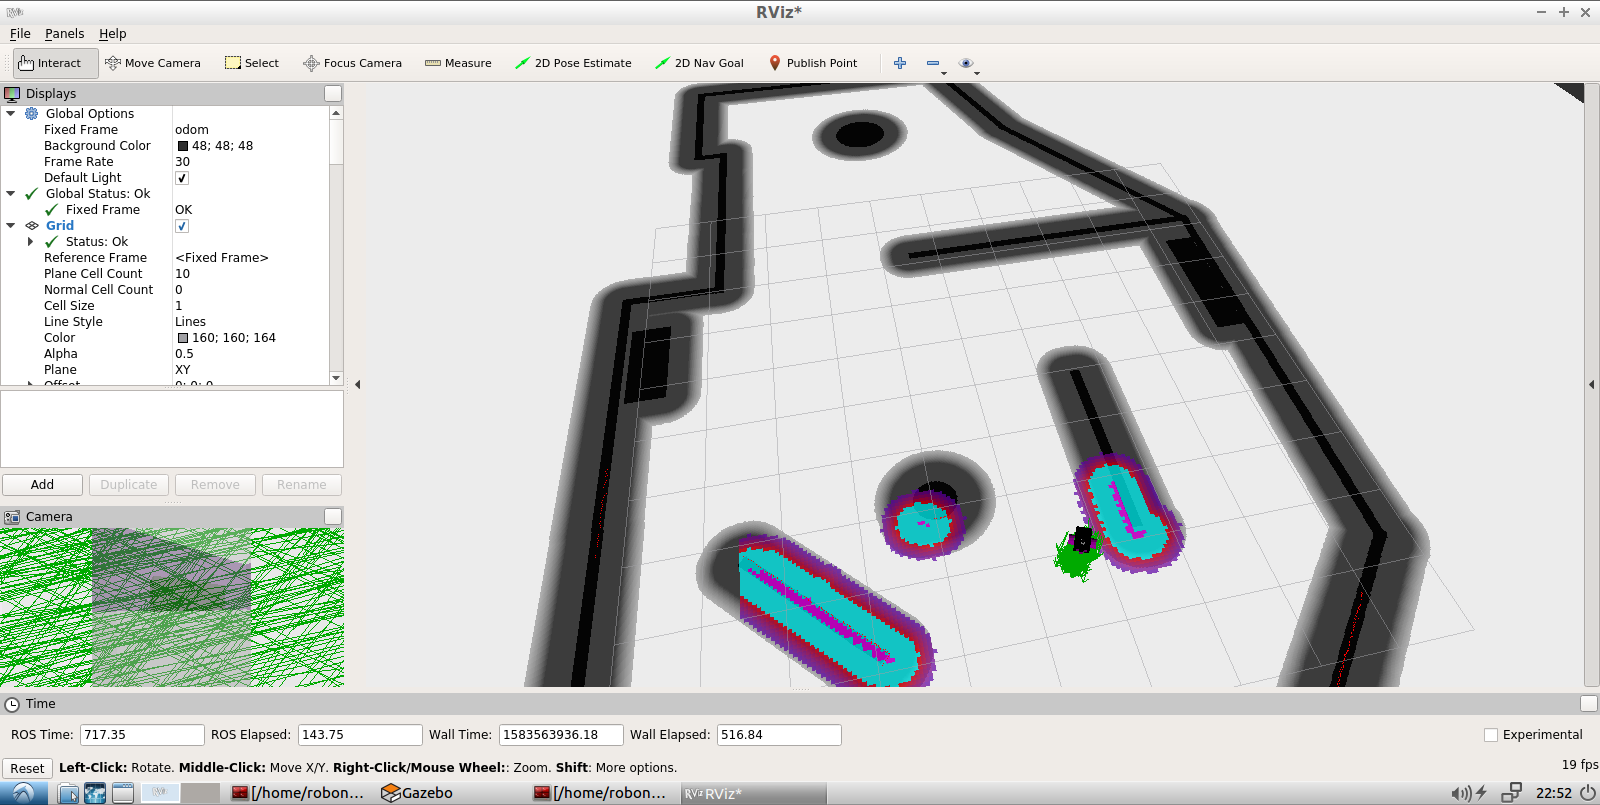 RViz*
File Panels Help
Interact Move Camera Select Focus Camera Measure 2D Pose Estimate 2D Nav Goal Publish Point
Displays
Global Options
Fixed Frame odom
Background Color 48; 48; 48
Frame Rate 30
Default Light
Global Status: Ok
Fixed Frame OK
Grid
Status: Ok
Reference Frame <Fixed Frame>
Plane Cell Count 10
Normal Cell Count 0
Cell Size 1
Line Style Lines
Color 160; 160; 164
Alpha 0.5
Plane XY
Offset 0; 0; 0
Add Duplicate Remove Rename
Camera
Time
ROS Time: 717.35 ROS Elapsed: 143.75 Wall Time: 1583563936.18 Wall Elapsed: 516.84 Experimental
Reset Left-Click: Rotate. Middle-Click: Move X/Y. Right-Click/Mouse Wheel:: Zoom. Shift: More options. 19 fps
[/home/robon... Gazebo [/home/robon... RViz RViz* 22:52